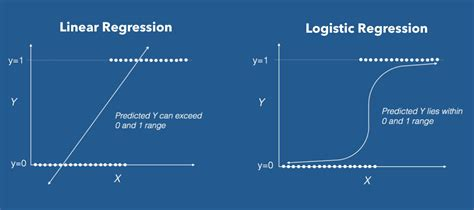 Linear Regression
y=1
Y
Predicted Y can exceed
0 and 1 range
y=0
X
Logistic Regression
y=1
Y
Predicted Y lies within
0 and 1 range
y=0
X